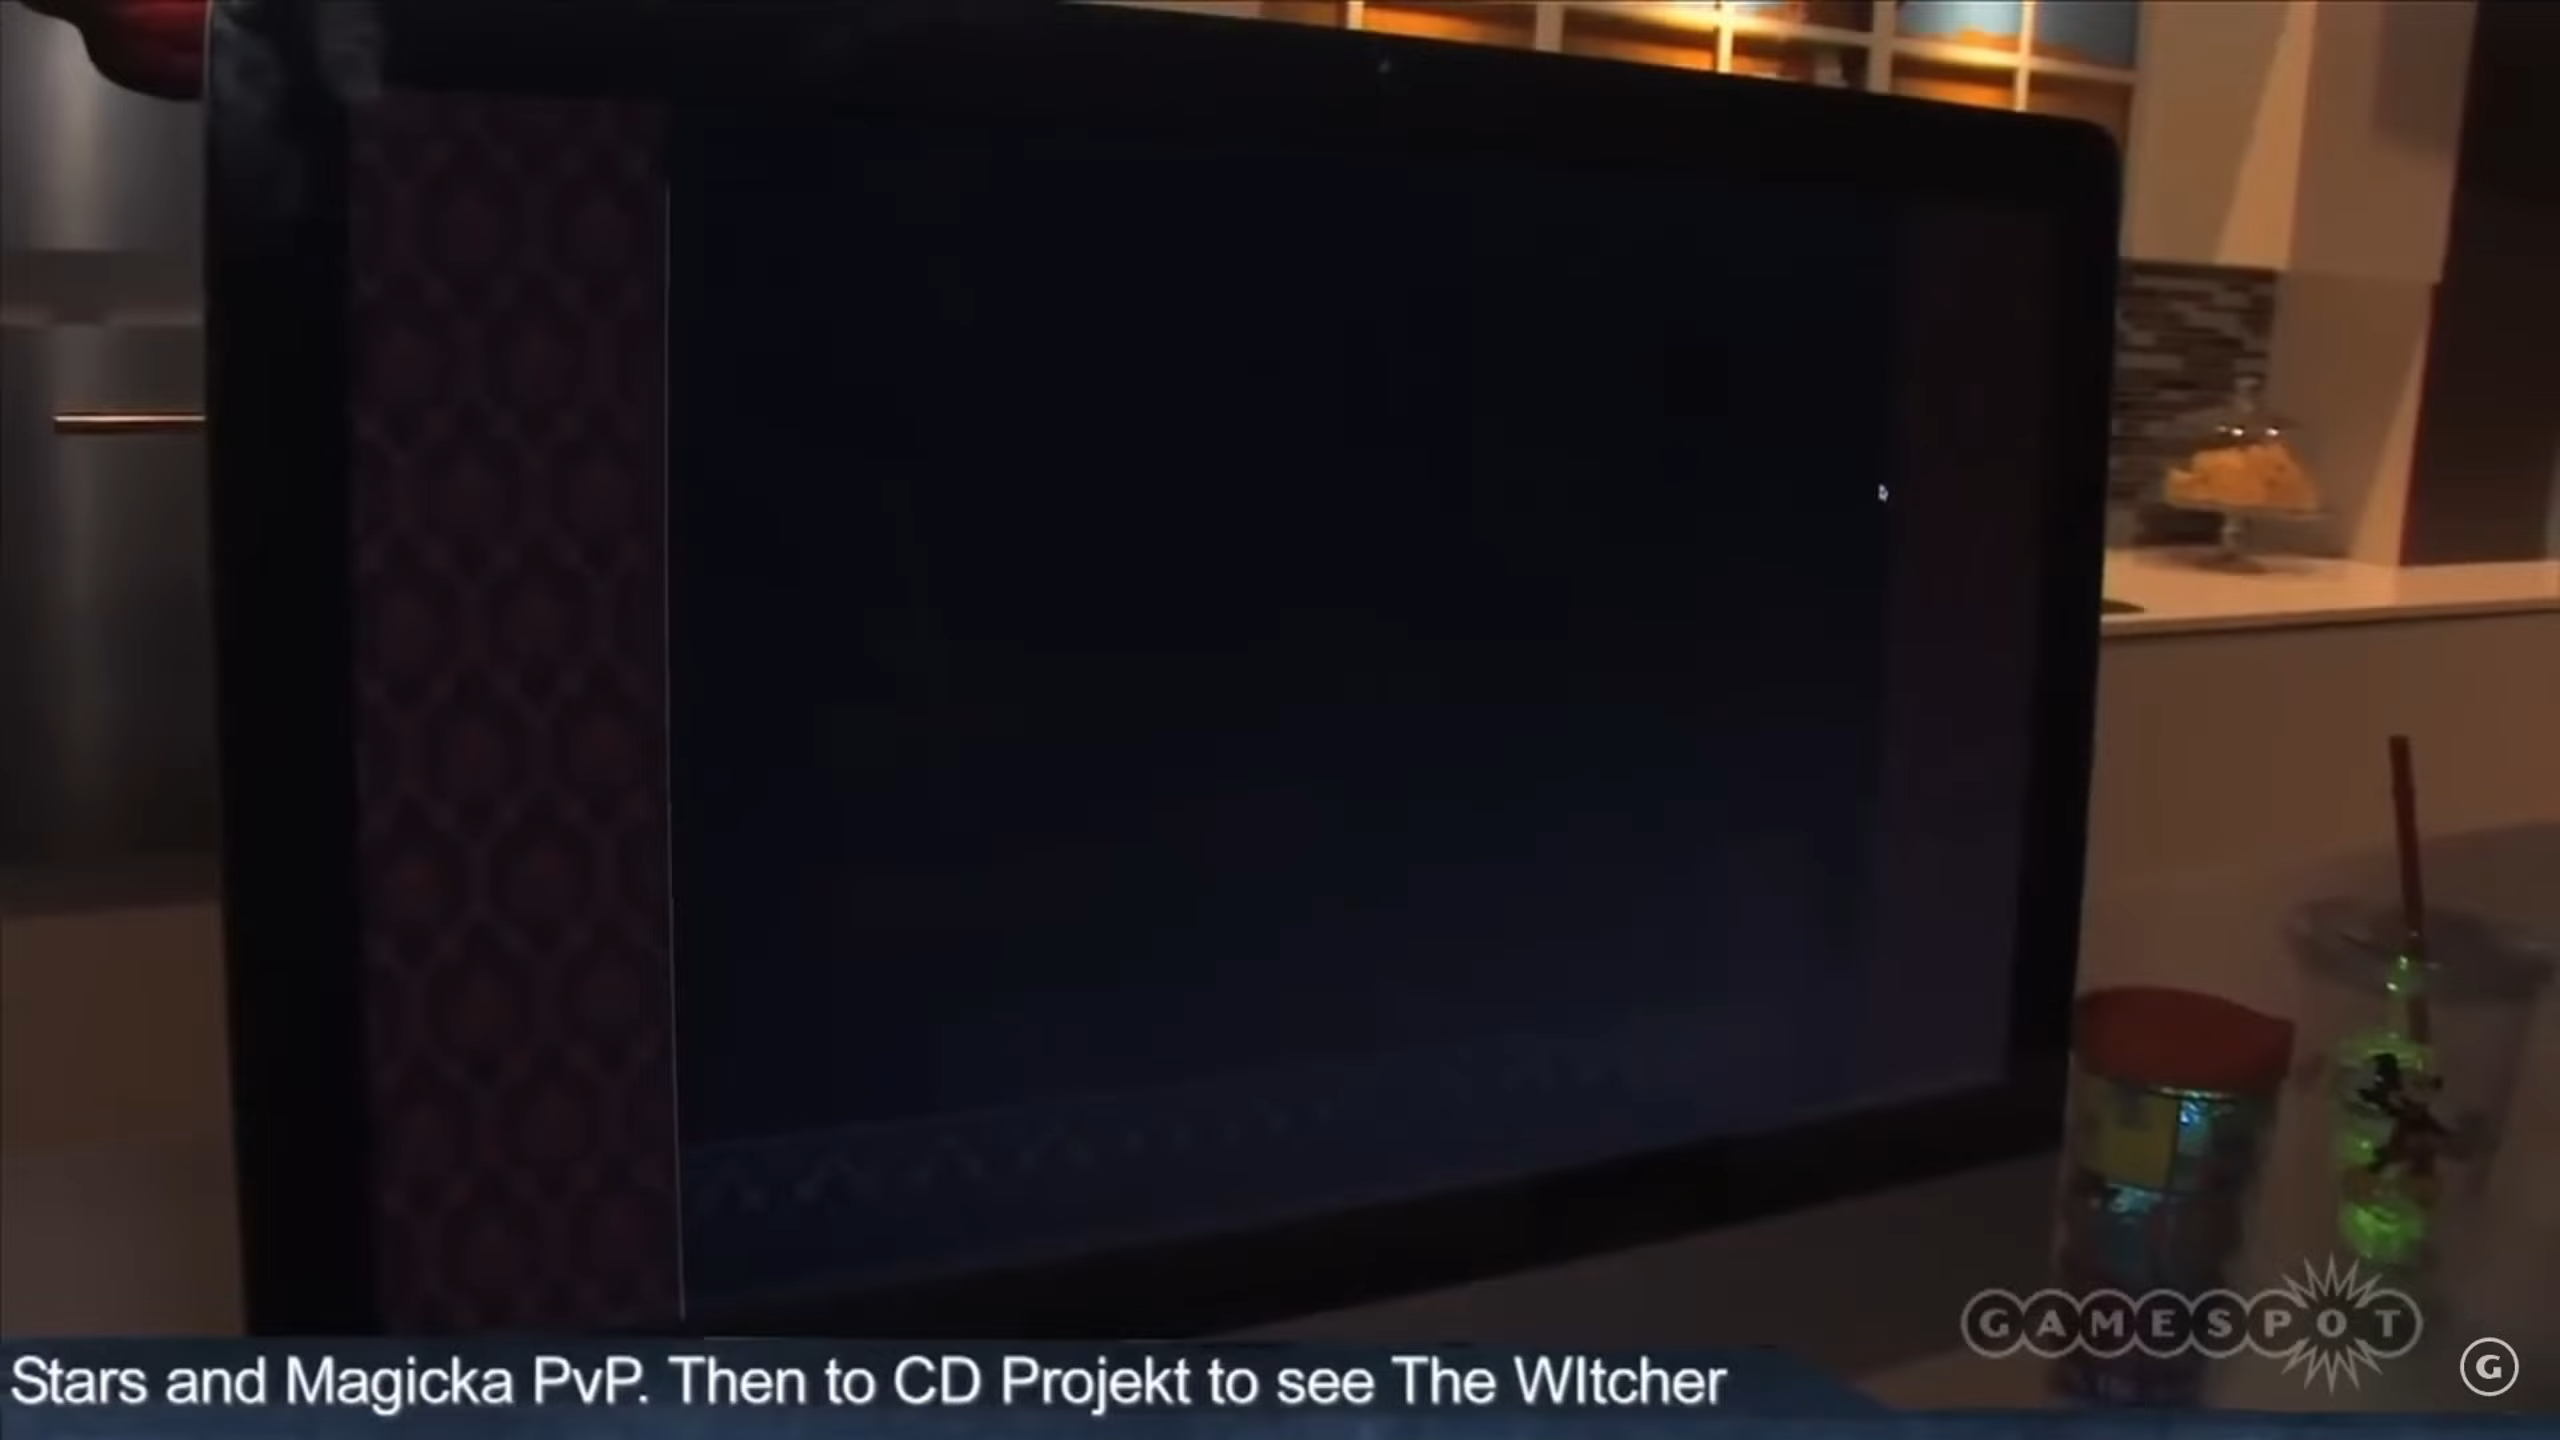 GAMESPOT
G
Stars and Magicka PvP. Then to CD Projekt to see The WItcher